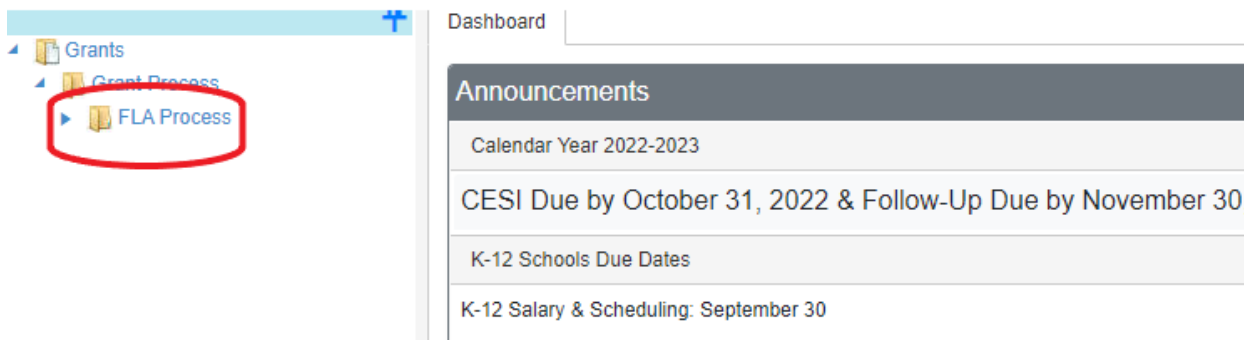 Grants
Grant Process
FLA Process
Dashboard
Announcements
Calendar Year 2022-2023
CESI Due by October 31, 2022 & Follow-Up Due by November 30
K-12 Schools Due Dates
K-12 Salary & Scheduling: September 30